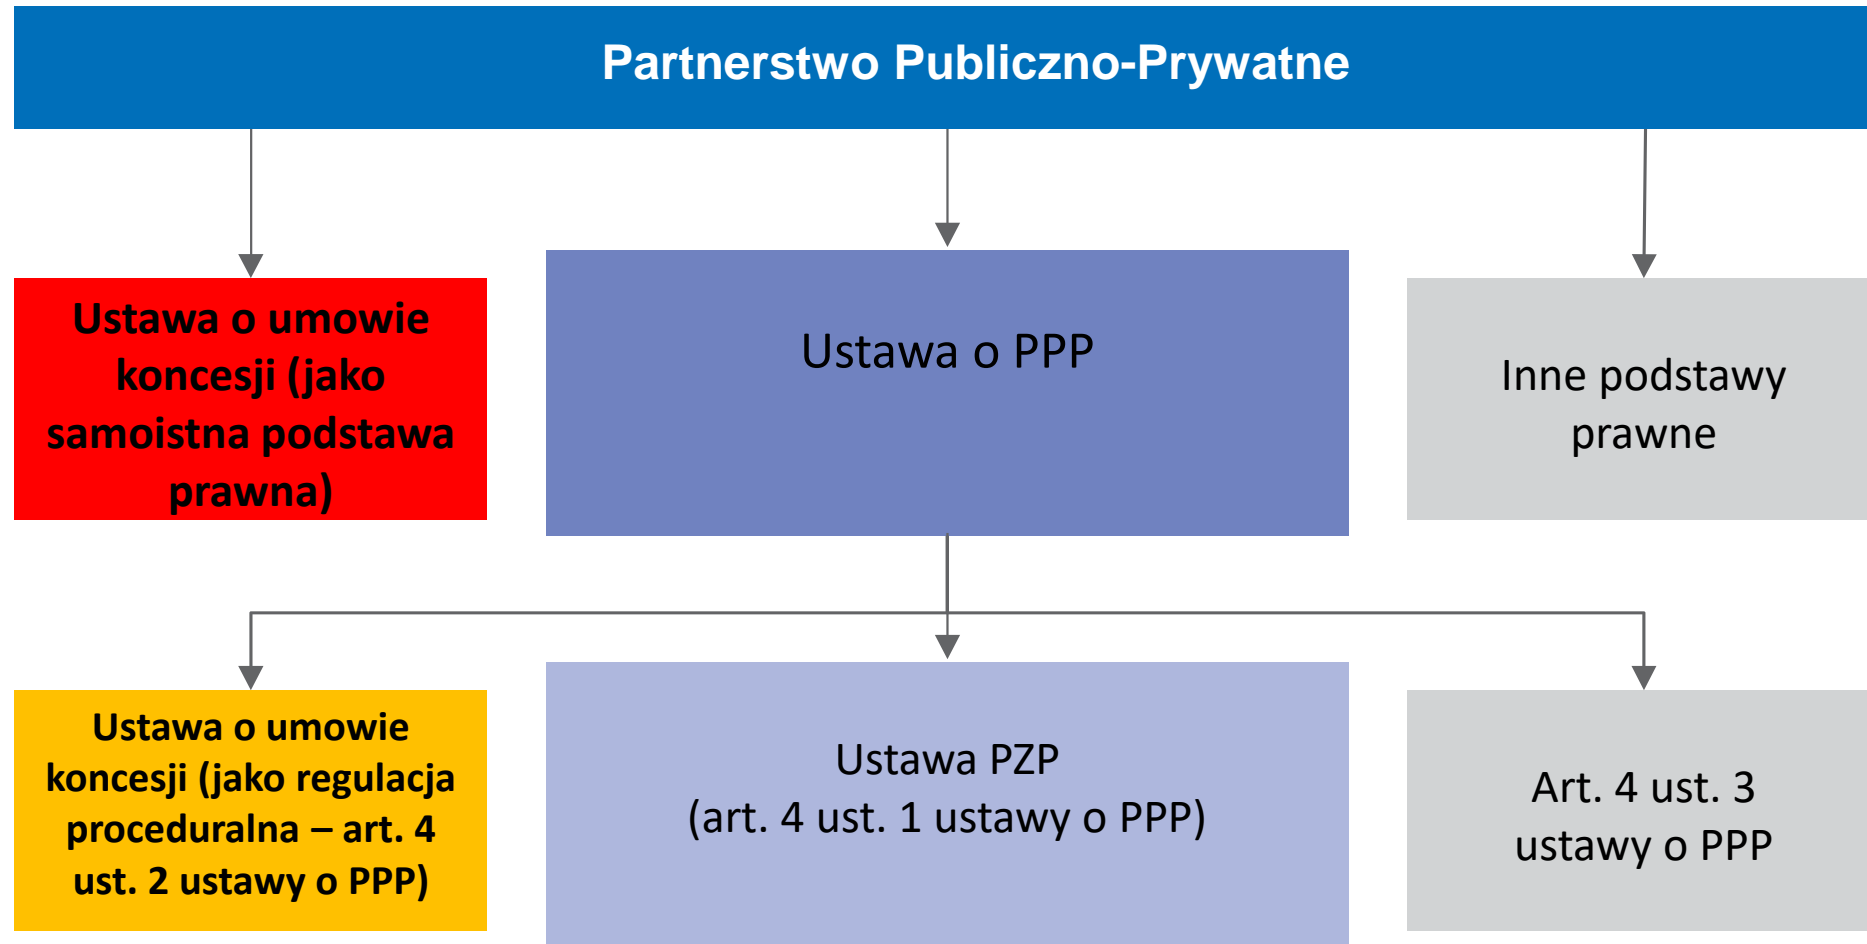 Partnerstwo Publiczno-Prywatne
Ustawa o umowie
koncesji (jako
samoistna podstawa
prawna)
Ustawa o PPP
Inne podstawy
prawne
Ustawa o umowie
koncesji (jako regulacja
proceduralna – art. 4
ust. 2 ustawy o PPP)
Ustawa PZP
(art. 4 ust. 1 ustawy o PPP)
Art. 4 ust. 3
ustawy o PPP